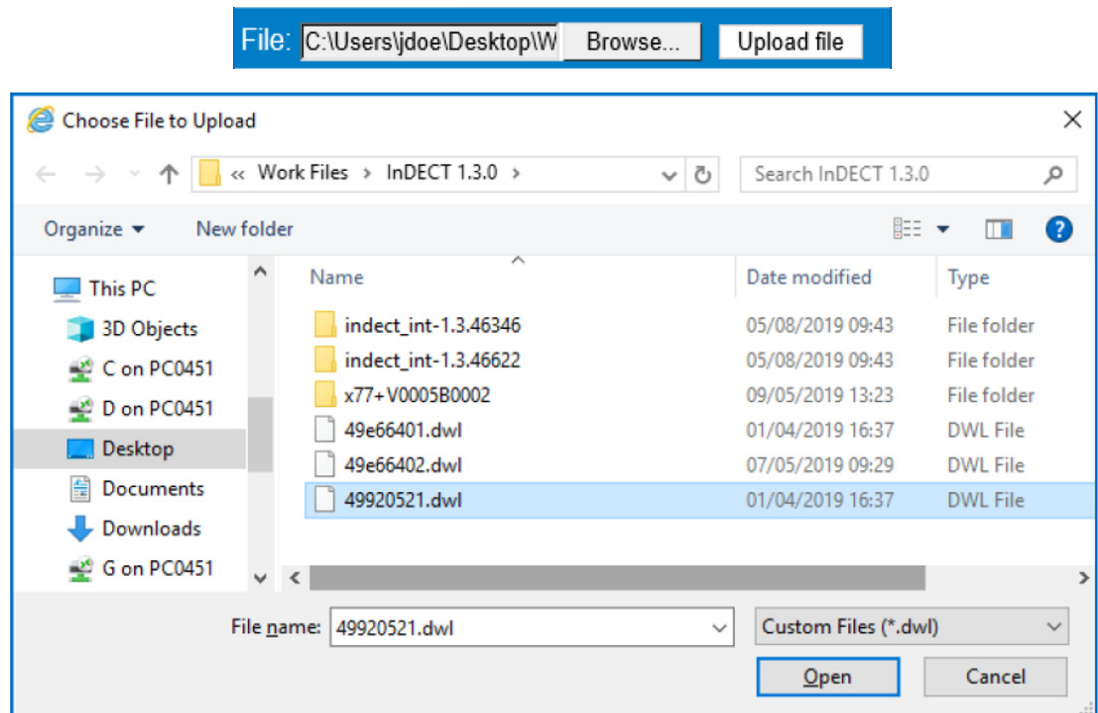 File: C:\Users\jdoe\Desktop\W Browse... Upload file
Choose File to Upload
« Work Files > InDECT 1.3.0 > Search InDECT 1.3.0
Organize New folder
Name Date modified Type
This PC
3D Objects
C on PC0451
D on PC0451
Desktop
Documents
Downloads
G on PC0451
indect_int-1.3.46346 05/08/2019 09:43 File folder
indect_int-1.3.46622 05/08/2019 09:43 File folder
x77+V0005B0002 09/05/2019 13:23 File folder
49e66401.dwl 01/04/2019 16:37 DWL File
49e66402.dwl 07/05/2019 09:29 DWL File
49920521.dwl 01/04/2019 16:37 DWL File
File name: 49920521.dwl Custom Files (*.dwl)
Open Cancel